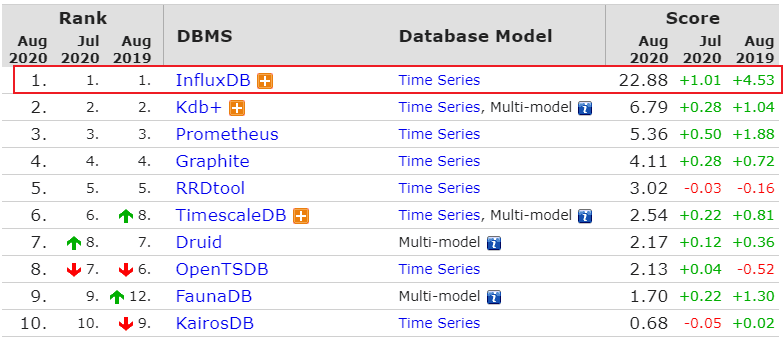 Rank Score
Aug Jul Aug DBMS Database Model Aug Jul Aug
2020 2020 2019 2020 2020 2019
1. 1. 1. InfluxDB Time Series 22.88 +1.01 +4.53
2. 2. 2. Kdb+ Time Series, Multi-model i 6.79 +0.28 +1.04
3. 3. 3. Prometheus Time Series 5.36 +0.50 +1.88
4. 4. 4. Graphite Time Series 4.11 +0.28 +0.72
5. 5. 5. RRDtool Time Series 3.02 -0.03 -0.16
6. 6. 8. TimescaleDB Time Series, Multi-model i 2.54 +0.22 +0.81
7. 8. 7. Druid Multi-model i 2.17 +0.12 +0.36
8. 7. 6. OpenTSDB Time Series 2.13 +0.04 -0.52
9. 9. 12. FaunaDB Multi-model i 1.70 +0.22 +1.30
10. 10. 9. KairosDB Time Series 0.68 -0.05 +0.02